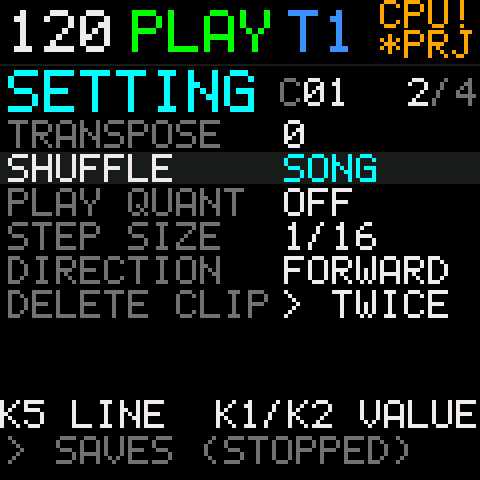 120 PLAY T1 CPU! *PRJ
SETTING C01 2/4
TRANSPOSE 0
SHUFFLE SONG
PLAY QUANT OFF
STEP SIZE 1/16
DIRECTION FORWARD
DELETE CLIP > TWICE
K5 LINE K1/K2 VALUE
> SAVES (STOPPED)